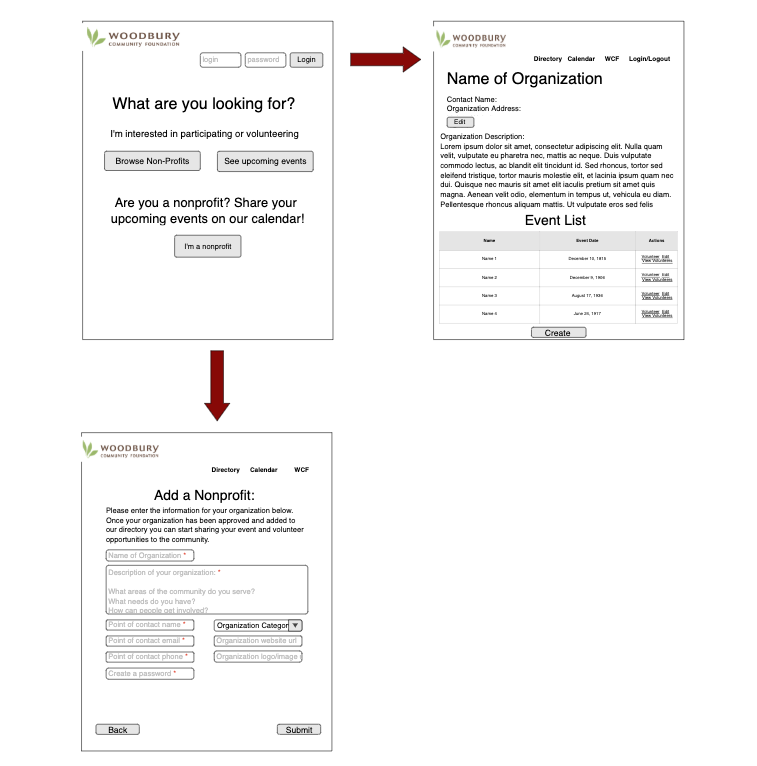 WOODBURY
COMMUNITY FOUNDATION
login password Login
What are you looking for?
I'm interested in participating or volunteering
Browse Non-Profits See upcoming events
Are you a nonprofit? Share your
upcoming events on our calendar!
I'm a nonprofit
WOODBURY
COMMUNITY FOUNDATION
Directory Calendar WCF Login/Logout
Name of Organization
Contact Name:
Organization Address:
Edit
Organization Description:
Lorem ipsum dolor sit amet, consectetur adipiscing elit. Nulla quam
velit, vulputate eu pharetra nec, mattis ac neque. Duis vulputate
commodo lectus, ac blandit elit tincidunt id. Sed rhoncus, tortor sed
eleifend tristique, tortor mauris molestie elit, et lacinia ipsum quam nec
dui. Quisque nec mauris sit amet elit iaculis pretium sit amet quis
magna. Aenean velit odio, elementum in tempus ut, vehicula eu diam.
Pellentesque rhoncus aliquam mattis. Ut vulputate eros sed felis
Event List
Name Event Date Actions
Name 1 December 10, 1815 Volunteer Edit
View Volunteers
Name 2 December 9, 1906 Volunteer Edit
View Volunteers
Name 3 August 17, 1936 Volunteer Edit
View Volunteers
Name 4 June 26, 1917 Volunteer Edit
View Volunteers
Create
WOODBURY
COMMUNITY FOUNDATION
Directory Calendar WCF
Add a Nonprofit:
Please enter the information for your organization below.
Once your organization has been approved and added to
our directory you can start sharing your event and volunteer
opportunities to the community.
Name of Organization *
Description of your organization: *
What areas of the community do you serve?
What needs do you have?
How can people get involved?
Point of contact name * Organization Categor
Point of contact email * Organization website url
Point of contact phone * Organization logo/image
Create a password *
Back Submit